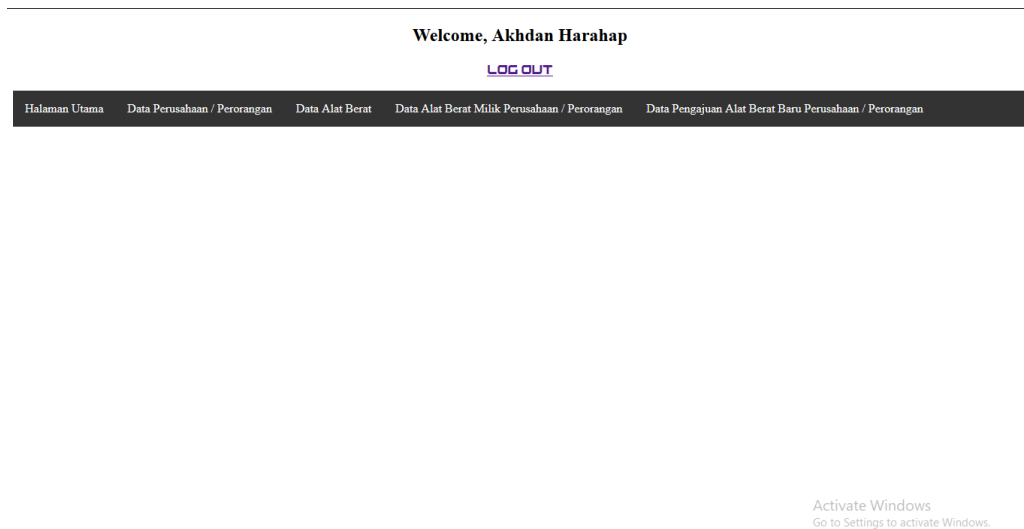 Welcome, Akhdan Harahap
LOG OUT
Halaman Utama Data Perusahaan / Perorangan Data Alat Berat Data Alat Berat Milik Perusahaan / Perorangan Data Pengajuan Alat Berat Baru Perusahaan / Perorangan
Activate Windows
Go to Settings to activate Windows.